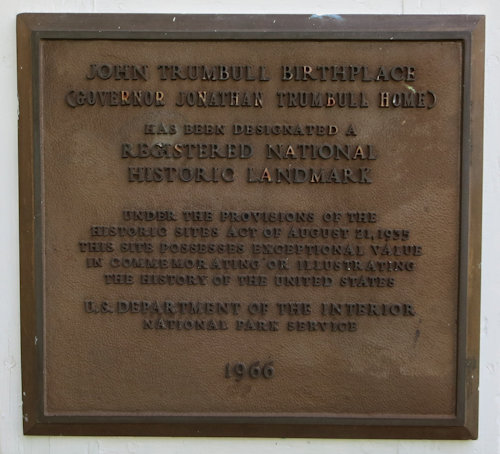 JOHN TRUMBULL BIRTHPLACE
(GOVERNOR JONATHAN TRUMBULL HOME)
HAS BEEN DESIGNATED A
REGISTERED NATIONAL
HISTORIC LANDMARK
UNDER THE PROVISIONS OF THE
HISTORIC SITES ACT OF AUGUST 21, 1935
THIS SITE POSSESSES EXCEPTIONAL VALUE
IN COMMEMORATING OR ILLUSTRATING
THE HISTORY OF THE UNITED STATES
U.S. DEPARTMENT OF THE INTERIOR
NATIONAL PARK SERVICE
1966